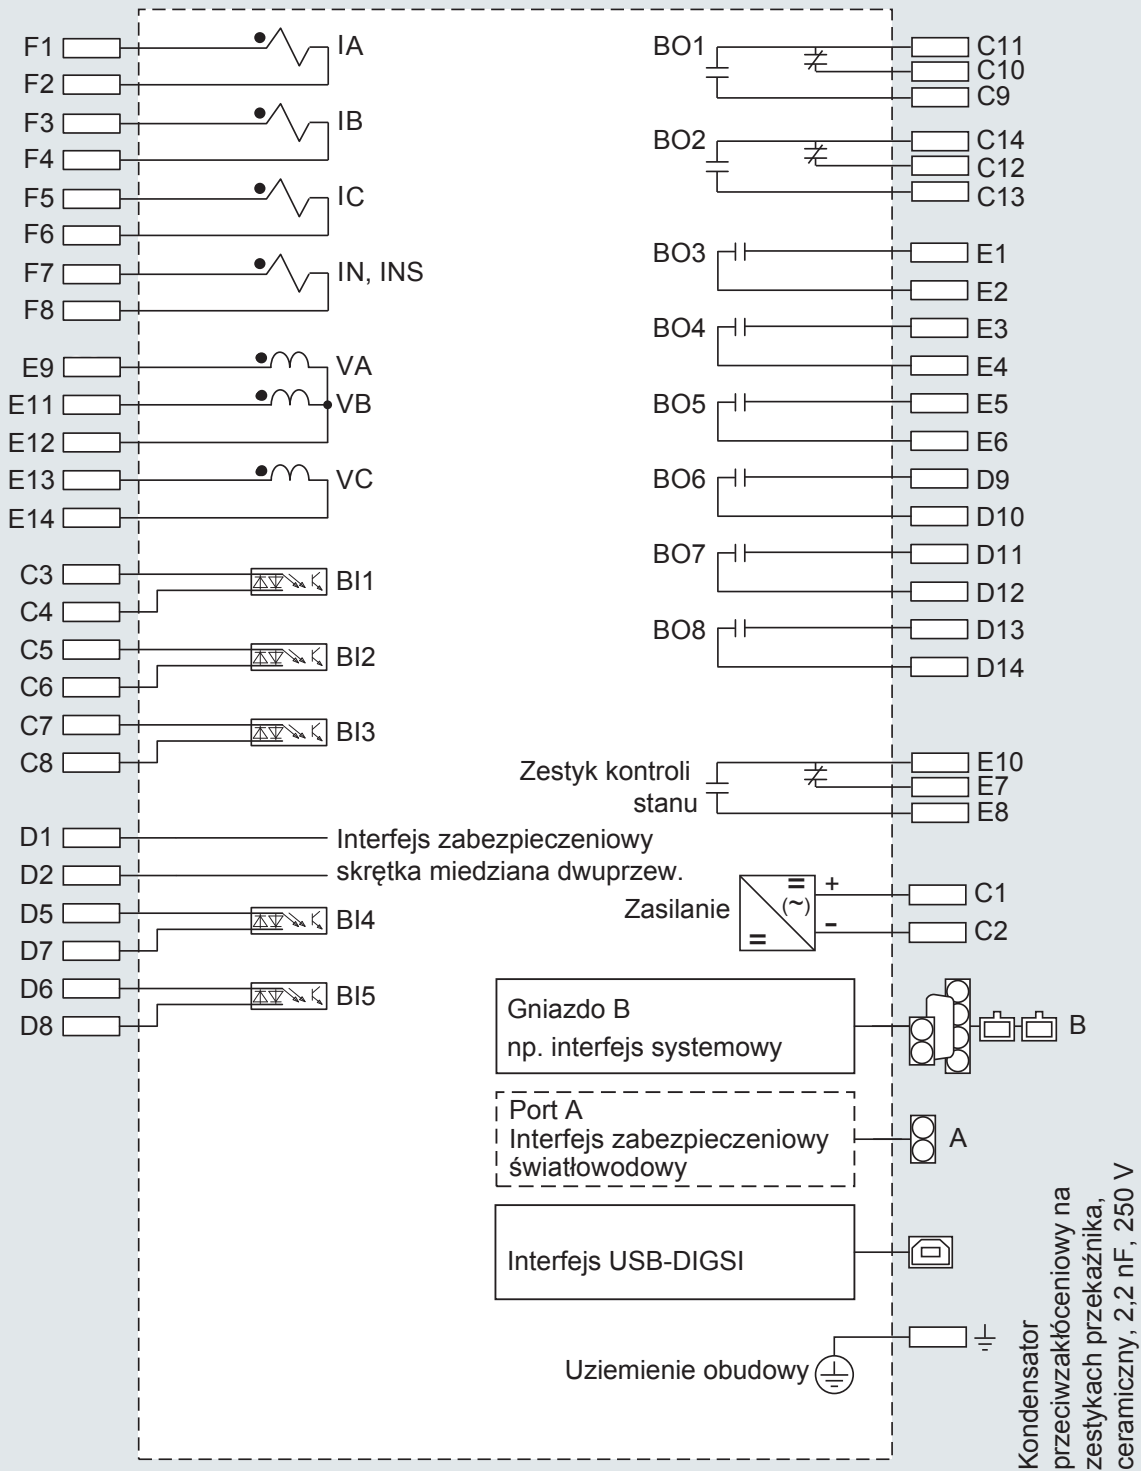 F1
F2
IA
F3
F4
IB
F5
F6
IC
F7
F8
IN, INS
E9
VA
E11
VB
E12
E13
VC
E14
C3
C4
BI1
C5
C6
BI2
C7
C8
BI3
D1
D2
Interfejs zabezpieczeniowy
skrętka miedziana dwuprzew.
D5
D7
BI4
D6
D8
BI5
BO1
C11
C10
C9
BO2
C14
C12
C13
BO3
E1
E2
BO4
E3
E4
BO5
E5
E6
BO6
D9
D10
BO7
D11
D12
BO8
D13
D14
Zestyk kontroli
stanu
E10
E7
E8
Zasilanie
=
(~)
=
+
-
C1
C2
Gniazdo B
np. interfejs systemowy
B
Port A
Interfejs zabezpieczeniowy
światłowodowy
A
Interfejs USB-DIGSI
Uziemienie obudowy
Kondensator
przeciwzakłóceniowy na
zestykach przekaźnika,
ceramiczny, 2,2 nF, 250 V